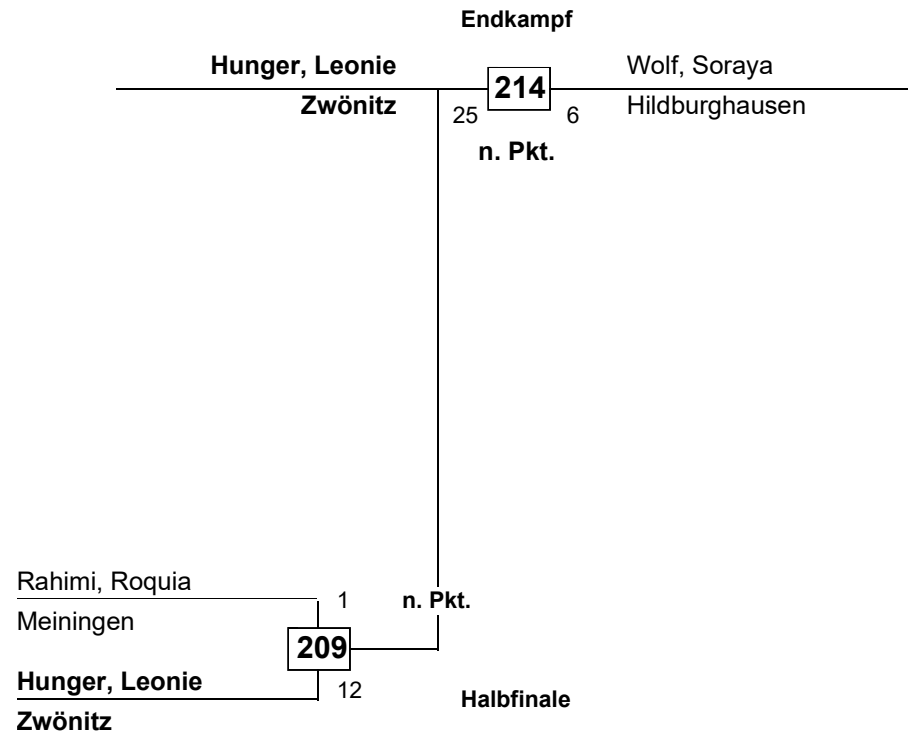 Endkampf
Hunger, Leonie
214
Wolf, Soraya
Zwönitz
25
6
Hildburghausen
n. Pkt.
Rahimi, Roquia
1
n. Pkt.
Meiningen
209
Hunger, Leonie
12
Halbfinale
Zwönitz